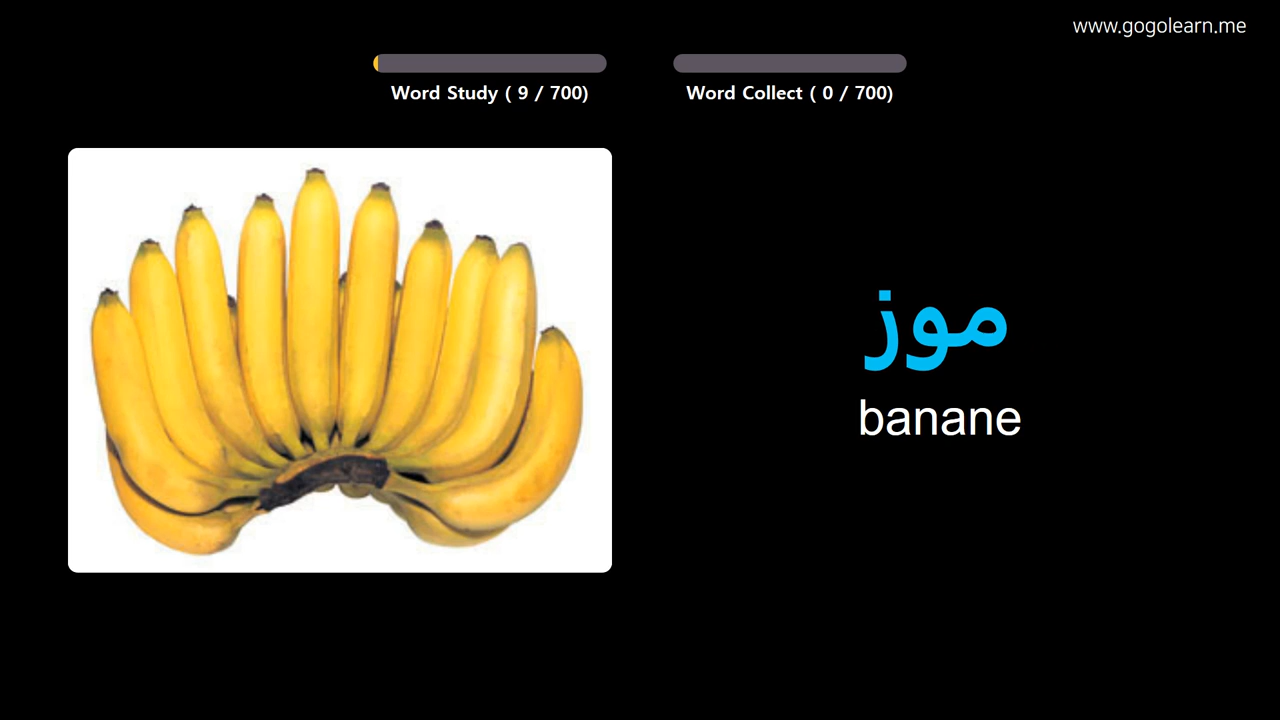 www.gogolearn.me
Word Study ( 9 / 700)
Word Collect ( 0 / 700)
موز
banane